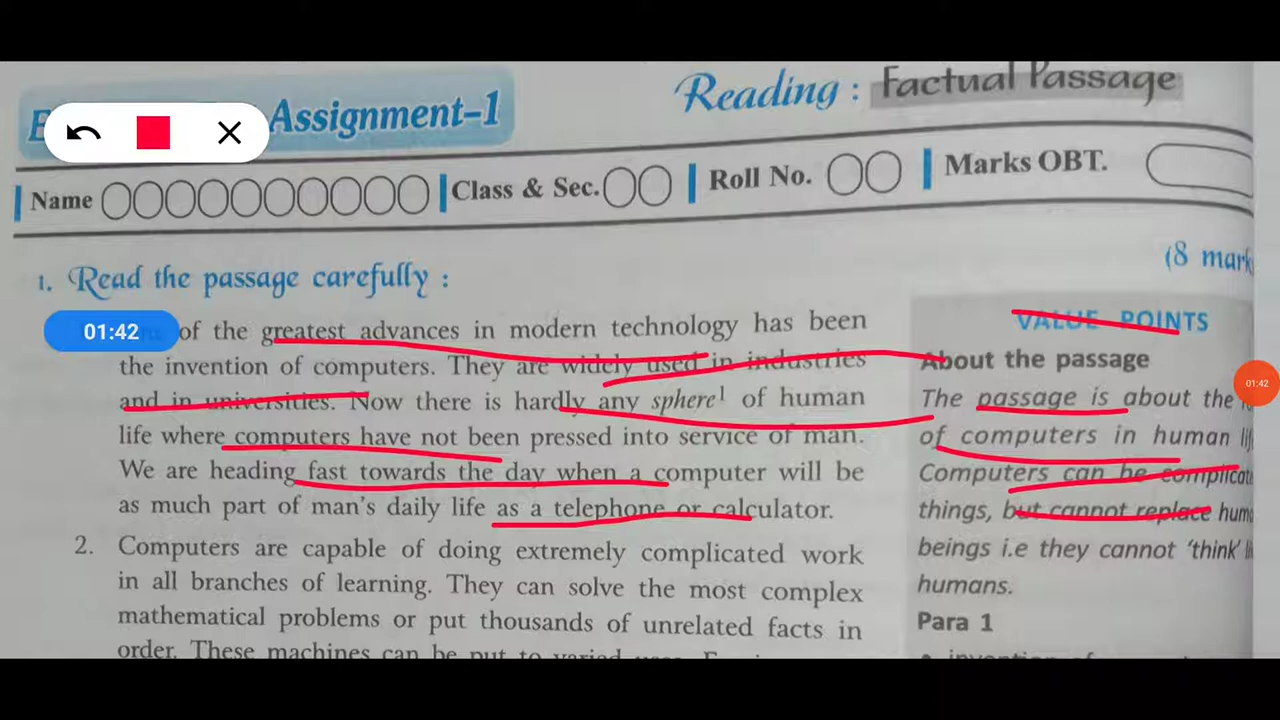 Assignment-1
Reading : Factual Passage
Name
Class & Sec.
Roll No.
Marks OBT.
(8 mark
1. Read the passage carefully :
01:42
of the greatest advances in modern technology has been
the invention of computers. They are widely used in industries
and in universities. Now there is hardly any sphere¹ of human
life where computers have not been pressed into service of man.
We are heading fast towards the day when a computer will be
as much part of man's daily life as a telephone or calculator.
2. Computers are capable of doing extremely complicated work
in all branches of learning. They can solve the most complex
mathematical problems or put thousands of unrelated facts in
order. These machines can be put to varied
VALUE POINTS
About the passage
The passage is about the
of computers in human
Computers can be
things, but cannot replace
beings i.e they cannot 'think'
humans.
Para 1
01:42